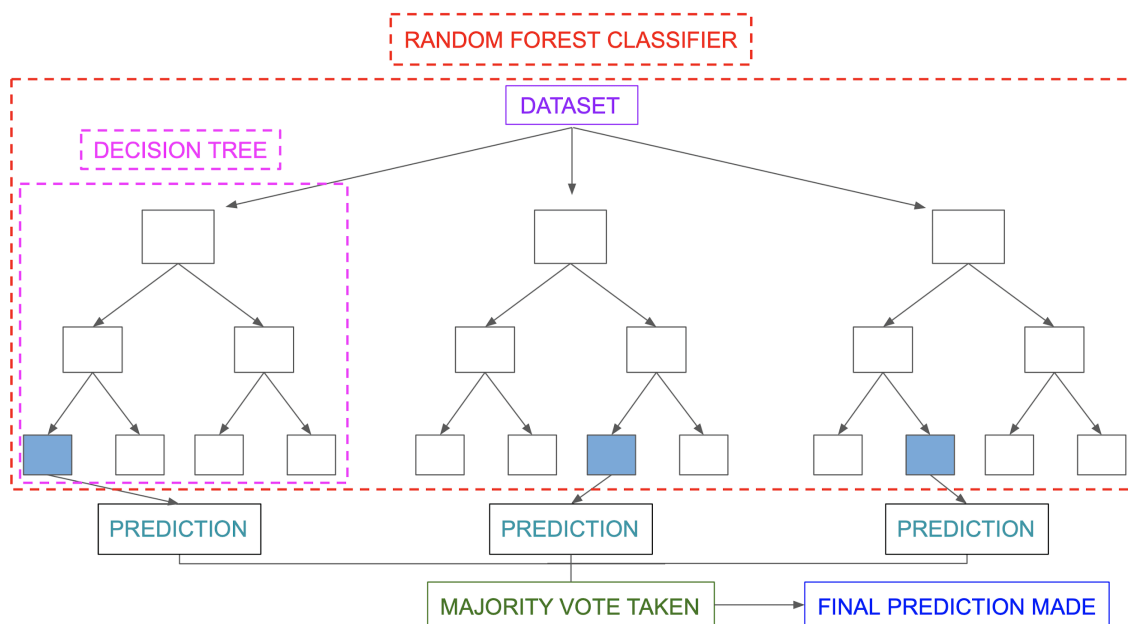 RANDOM FOREST CLASSIFIER
DATASET
DECISION TREE
PREDICTION
PREDICTION
PREDICTION
MAJORITY VOTE TAKEN
FINAL PREDICTION MADE